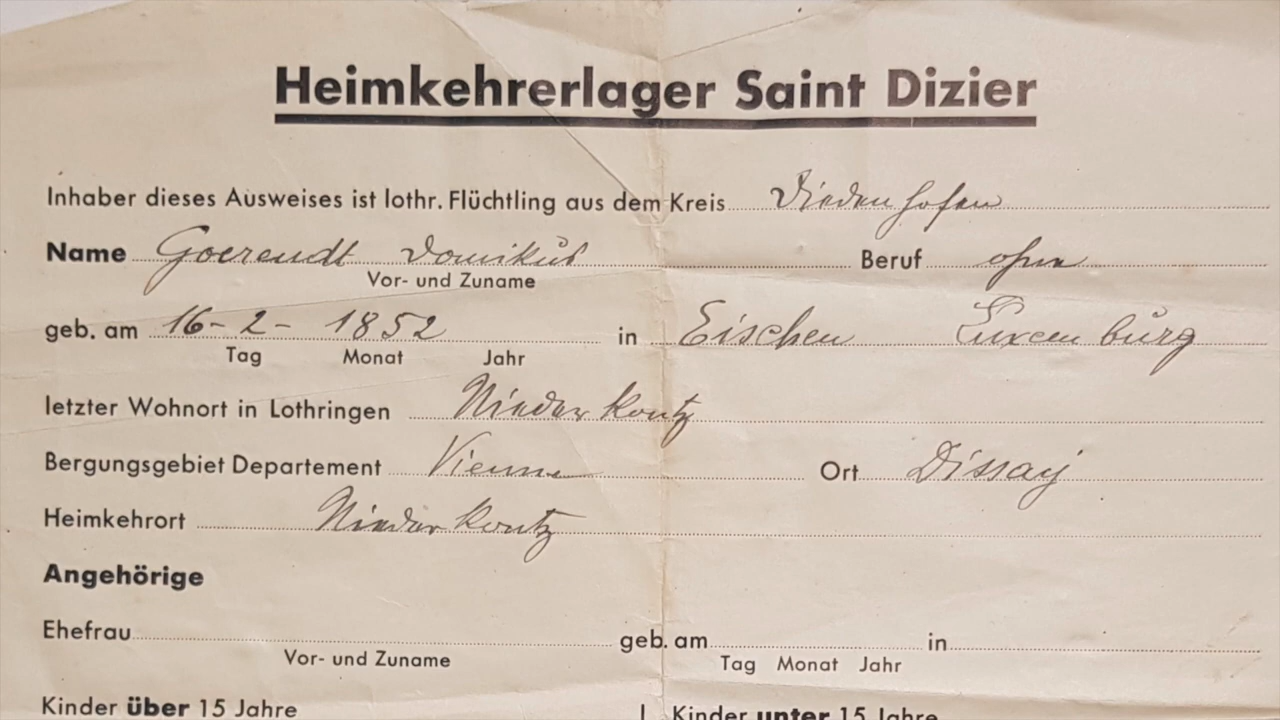 Heimkehrerlager Saint Dizier
Inhaber dieses Ausweises ist lothr. Flüchtling aus dem Kreis Diedenhofen
Name Goerendt Dominikus Beruf ohne
Vor- und Zuname
geb. am 16-2-1852 in Eischen Luxemburg
Tag Monat Jahr
letzter Wohnort in Lothringen Niederkontz
Bergungsgebiet Departement Vienne Ort Dissay
Heimkehrort Niederkontz
Angehörige
Ehefrau geb. am in
Vor- und Zuname Tag Monat Jahr
Kinder über 15 Jahre Kinder unter 15 Jahre